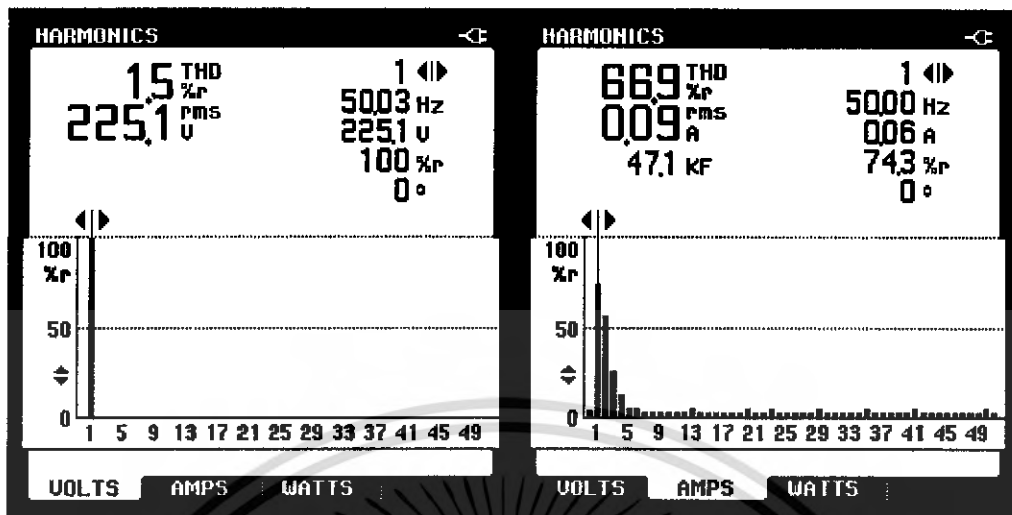 HARMONICS
1.5 THD %r
225.1 rms V
1
50.03 Hz
225.1 V
100 %r
0 °
100
%r
50
0
1 5 9 13 17 21 25 29 33 37 41 45 49
VOLTS AMPS WATTS
HARMONICS
66.9 THD %r
0.09 rms A
47.1 KF
1
50.00 Hz
0.06 A
74.3 %r
0 °
100
%r
50
0
1 5 9 13 17 21 25 29 33 37 41 45 49
VOLTS AMPS WATTS